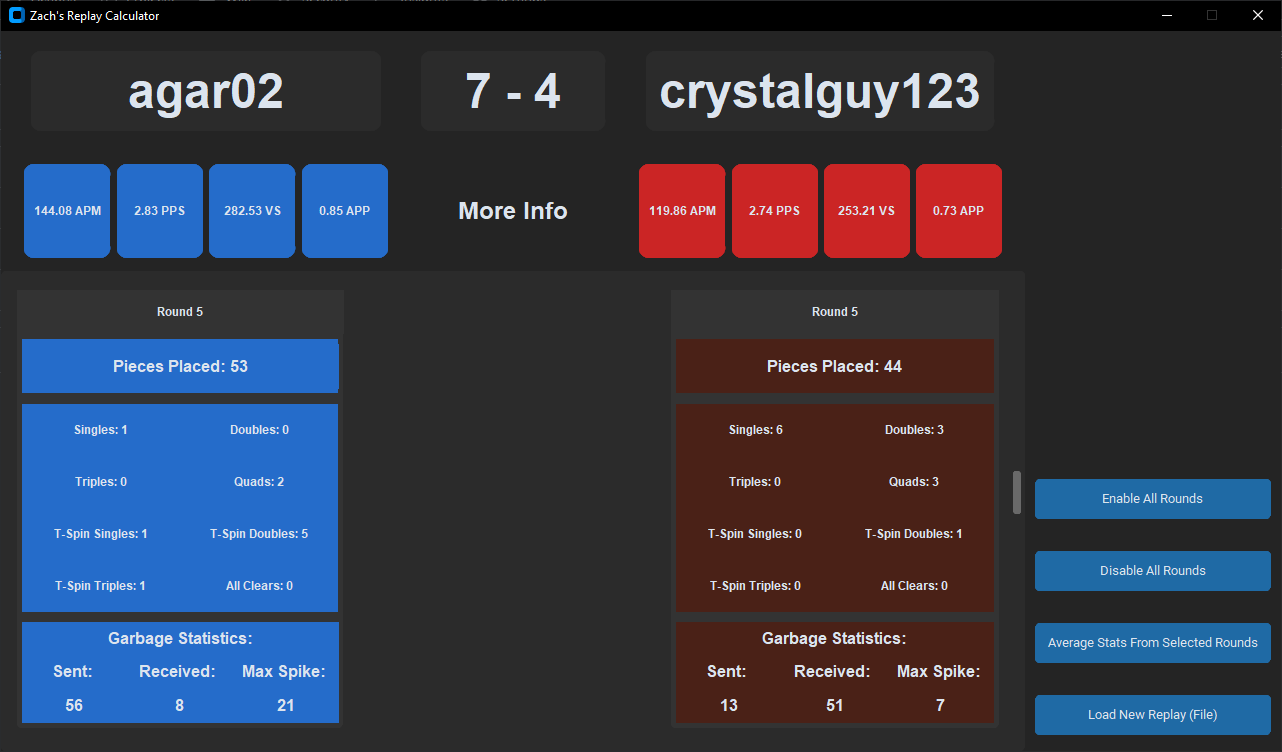 Zach's Replay Calculator
agar02
7 - 4
crystalguy123
144.08 APM
2.83 PPS
282.53 VS
0.85 APP
More Info
119.86 APM
2.74 PPS
253.21 VS
0.73 APP
Round 5
Pieces Placed: 53
Singles: 1
Doubles: 0
Triples: 0
Quads: 2
T-Spin Singles: 1
T-Spin Doubles: 5
T-Spin Triples: 1
All Clears: 0
Garbage Statistics:
Sent:
Received:
Max Spike:
56
8
21
Round 5
Pieces Placed: 44
Singles: 6
Doubles: 3
Triples: 0
Quads: 3
T-Spin Singles: 0
T-Spin Doubles: 1
T-Spin Triples: 0
All Clears: 0
Garbage Statistics:
Sent:
Received:
Max Spike:
13
51
7
Enable All Rounds
Disable All Rounds
Average Stats From Selected Rounds
Load New Replay (File)